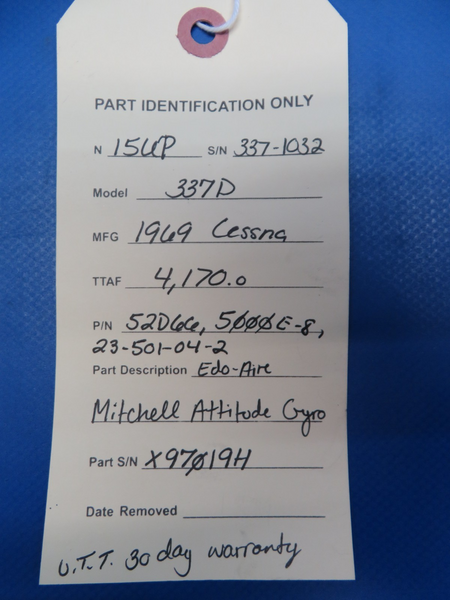 PART IDENTIFICATION ONLY
N 15UP S/N 337-1032
Model 337D
MFG 1969 Cessna
TTAF 4,170.0
P/N 52D66, 5000E-8,
23-501-04-2
Part Description Edo-Aire
Mitchell Attitude Gyro
Part S/N X97019H
Date Removed
U.T.T. 30 day warranty